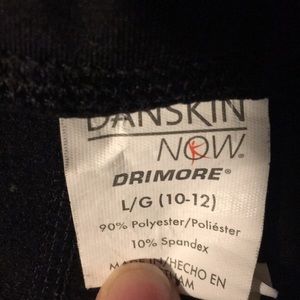 DANSKIN
NOW®
DRIMORE®
L/G (10-12)
90% Polyester/Poliéster
10% Spandex
MADE IN/HECHO EN